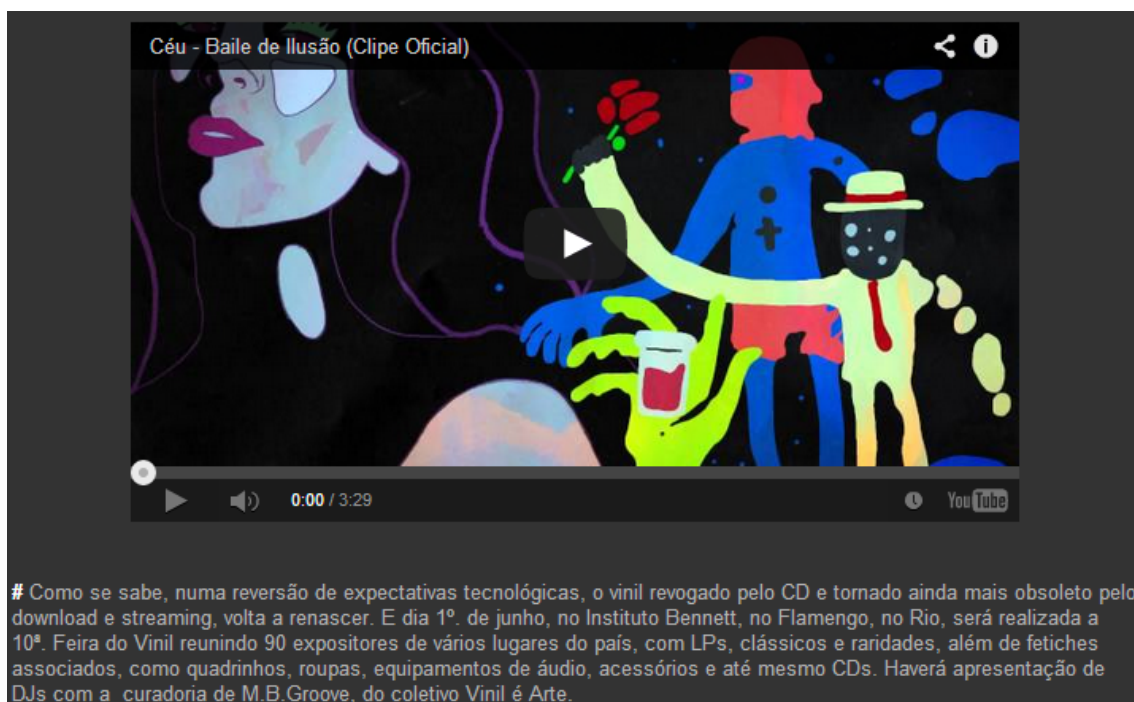 Céu - Baile de Ilusão (Clipe Oficial)
0:00 / 3:29
YouTube
# Como se sabe, numa reversão de expectativas tecnológicas, o vinil revogado pelo CD e tornado ainda mais obsoleto pelo
download e streaming, volta a renascer. E dia 1º. de junho, no Instituto Bennett, no Flamengo, no Rio, será realizada a
10ª. Feira do Vinil reunindo 90 expositores de vários lugares do país, com LPs, clássicos e raridades, além de fetiches
associados, como quadrinhos, roupas, equipamentos de áudio, acessórios e até mesmo CDs. Haverá apresentação de
DJs com a  curadoria de M.B.Groove, do coletivo Vinil é Arte.